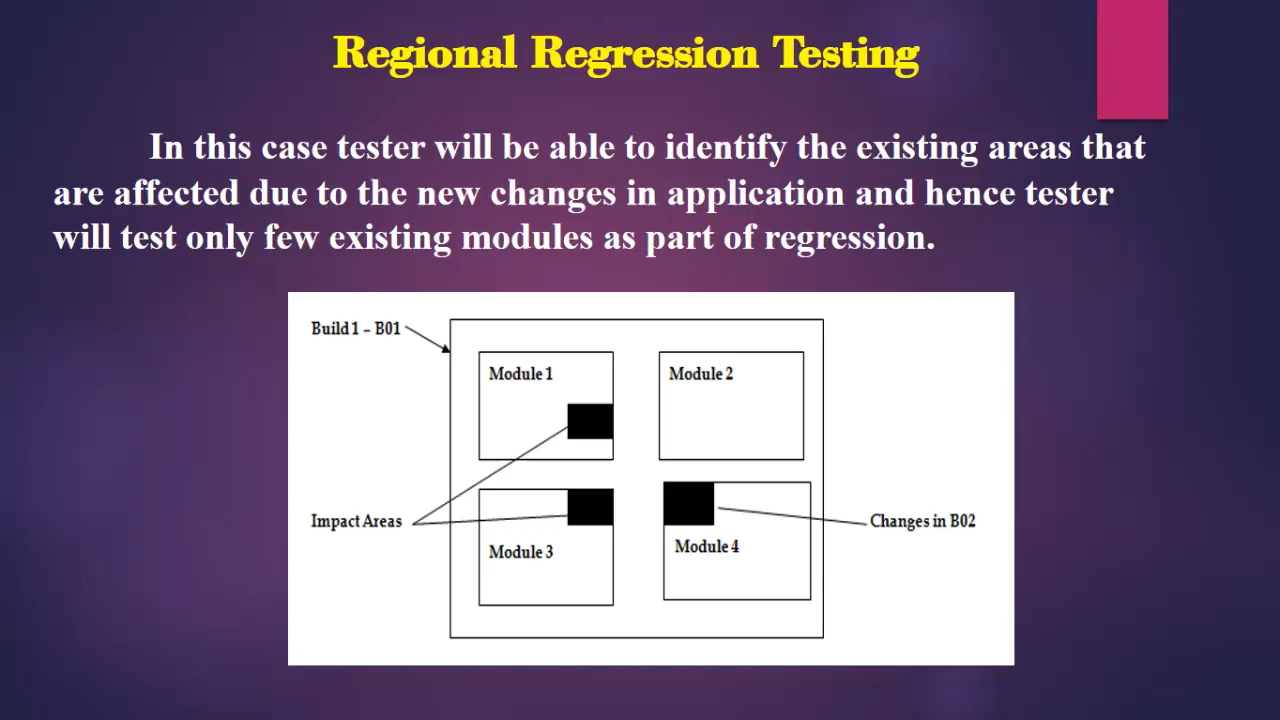 Regional Regression Testing
In this case tester will be able to identify the existing areas that
are affected due to the new changes in application and hence tester
will test only few existing modules as part of regression.
Build 1 – B01
Module 1
Module 2
Impact Areas
Changes in B02
Module 3
Module 4